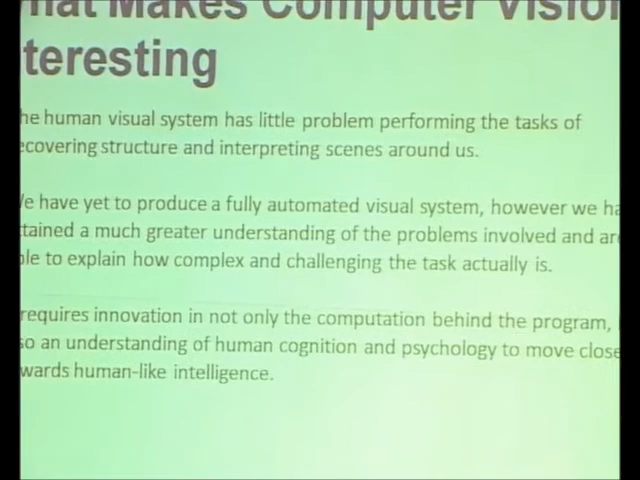 hat Makes Computer Vision
teresting
he human visual system has little problem performing the tasks of
ecovering structure and interpreting scenes around us.
e have yet to produce a fully automated visual system, however we ha
tained a much greater understanding of the problems involved and are
le to explain how complex and challenging the task actually is.
requires innovation in not only the computation behind the program,
so an understanding of human cognition and psychology to move close
wards human-like intelligence.